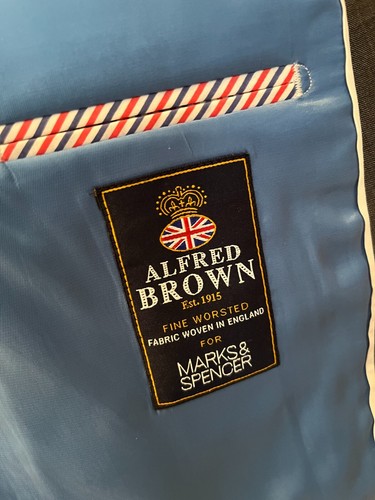 ALFRED
BROWN
Est. 1915
FINE WORSTED
FABRIC WOVEN IN ENGLAND
FOR
MARKS&
SPENCER